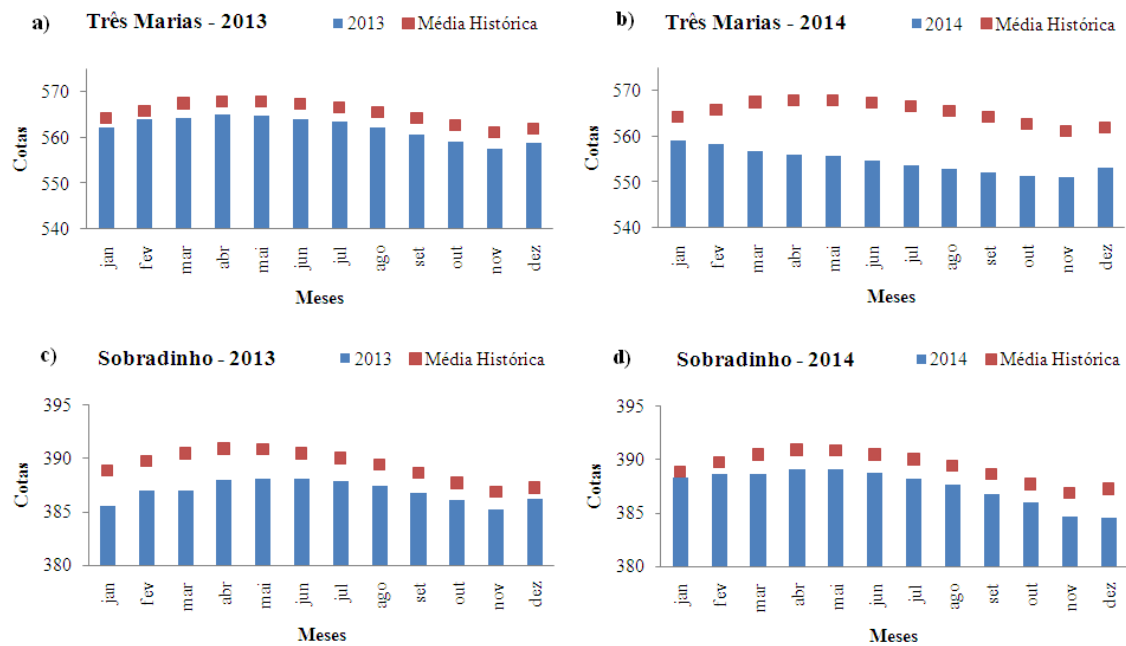 a) Três Marias - 2013 2013 Média Histórica
570
560
550
540
Cotas
jan fev mar abr mai jun jul ago set out nov dez
Meses
b) Três Marias - 2014 2014 Média Histórica
570
560
550
540
Cotas
jan fev mar abr mai jun jul ago set out nov dez
Meses
c) Sobradinho - 2013 2013 Média Histórica
395
390
385
380
Cotas
jan fev mar abr mai jun jul ago set out nov dez
Meses
d) Sobradinho - 2014 2014 Média Histórica
395
390
385
380
Cotas
jan fev mar abr mai jun jul ago set out nov dez
Meses